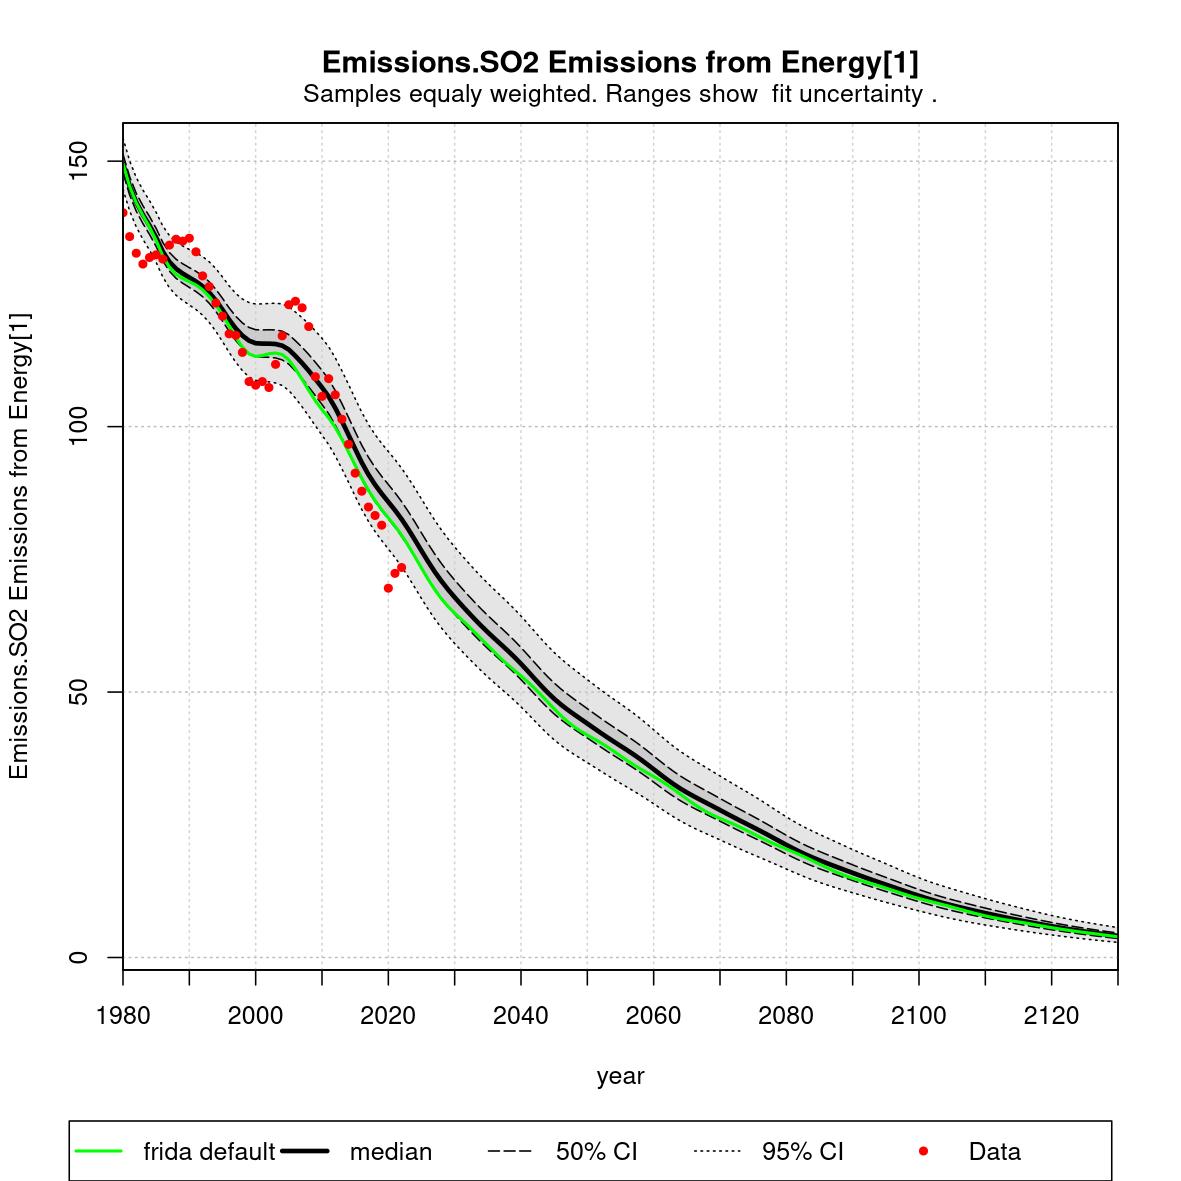 Emissions.SO2 Emissions from Energy[1]
Samples equaly weighted. Ranges show  fit uncertainty .
Emissions.SO2 Emissions from Energy[1]
150
100
50
0
1980 2000 2020 2040 2060 2080 2100 2120
year
frida default median 50% CI 95% CI Data